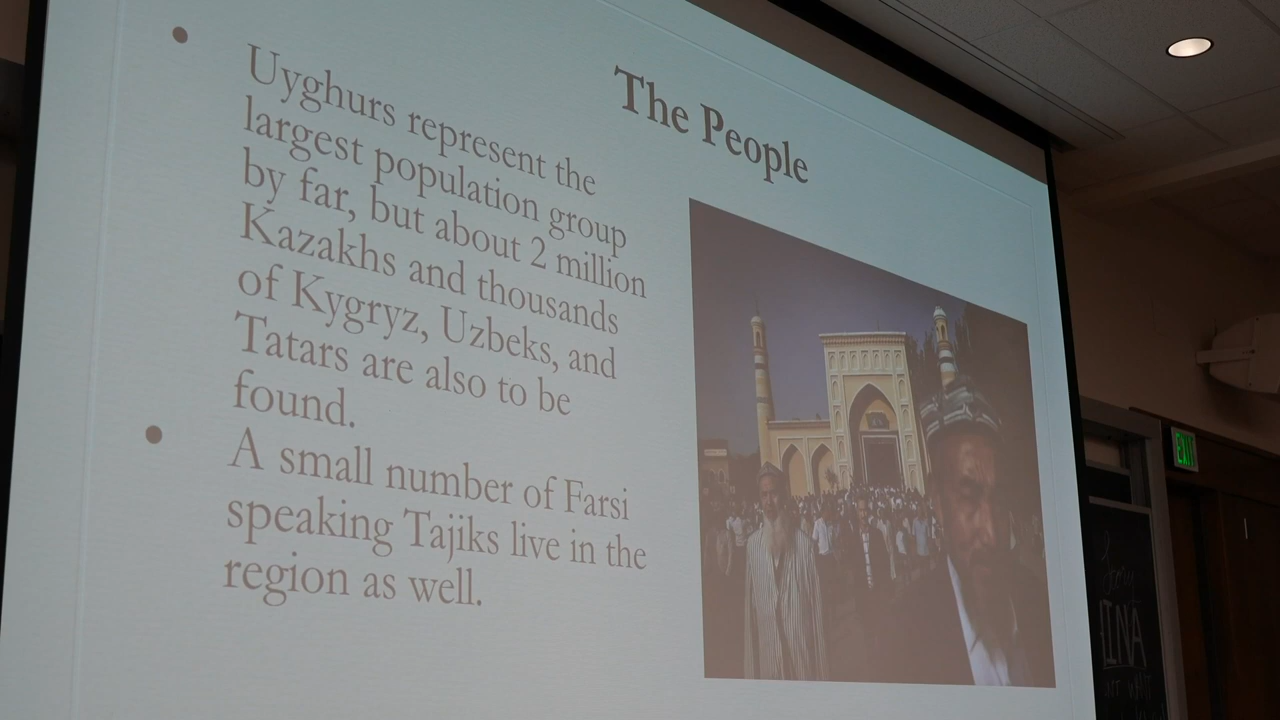 The People
Uyghurs represent the
largest population group
by far, but about 2 million
Kazakhs and thousands
of Kygryz, Uzbeks, and
Tatars are also to be
found.
A small number of Farsi
speaking Tajiks live in the
region as well.
EXIT